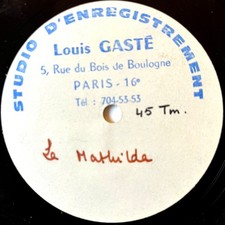 STUDIO D'ENREGISTREMENT
Louis GASTÉ
5, Rue du Bois de Boulogne
PARIS - 16e
Tél : 704-53-53
45 Tm.
La Mathilda